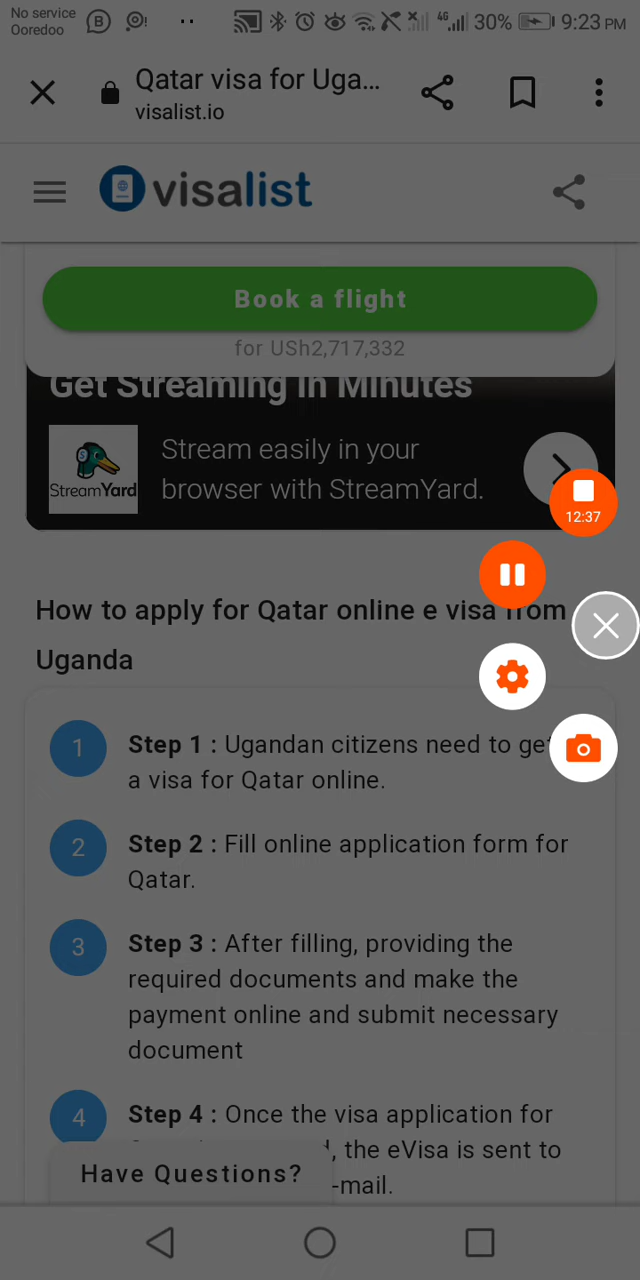 No service
Ooredoo
B
4G
30%
9:23 PM
Qatar visa for Uga...
visalist.io
visalist
Book a flight
for USh2,717,332
Get Streaming in Minutes
Stream easily in your
browser with StreamYard.
StreamYard
12:37
How to apply for Qatar online e visa from
Uganda
1
Step 1 : Ugandan citizens need to get
a visa for Qatar online.
2
Step 2 : Fill online application form for
Qatar.
3
Step 3 : After filling, providing the
required documents and make the
payment online and submit necessary
document
4
Step 4 : Once the visa application for
, the eVisa is sent to
-mail.
Have Questions?